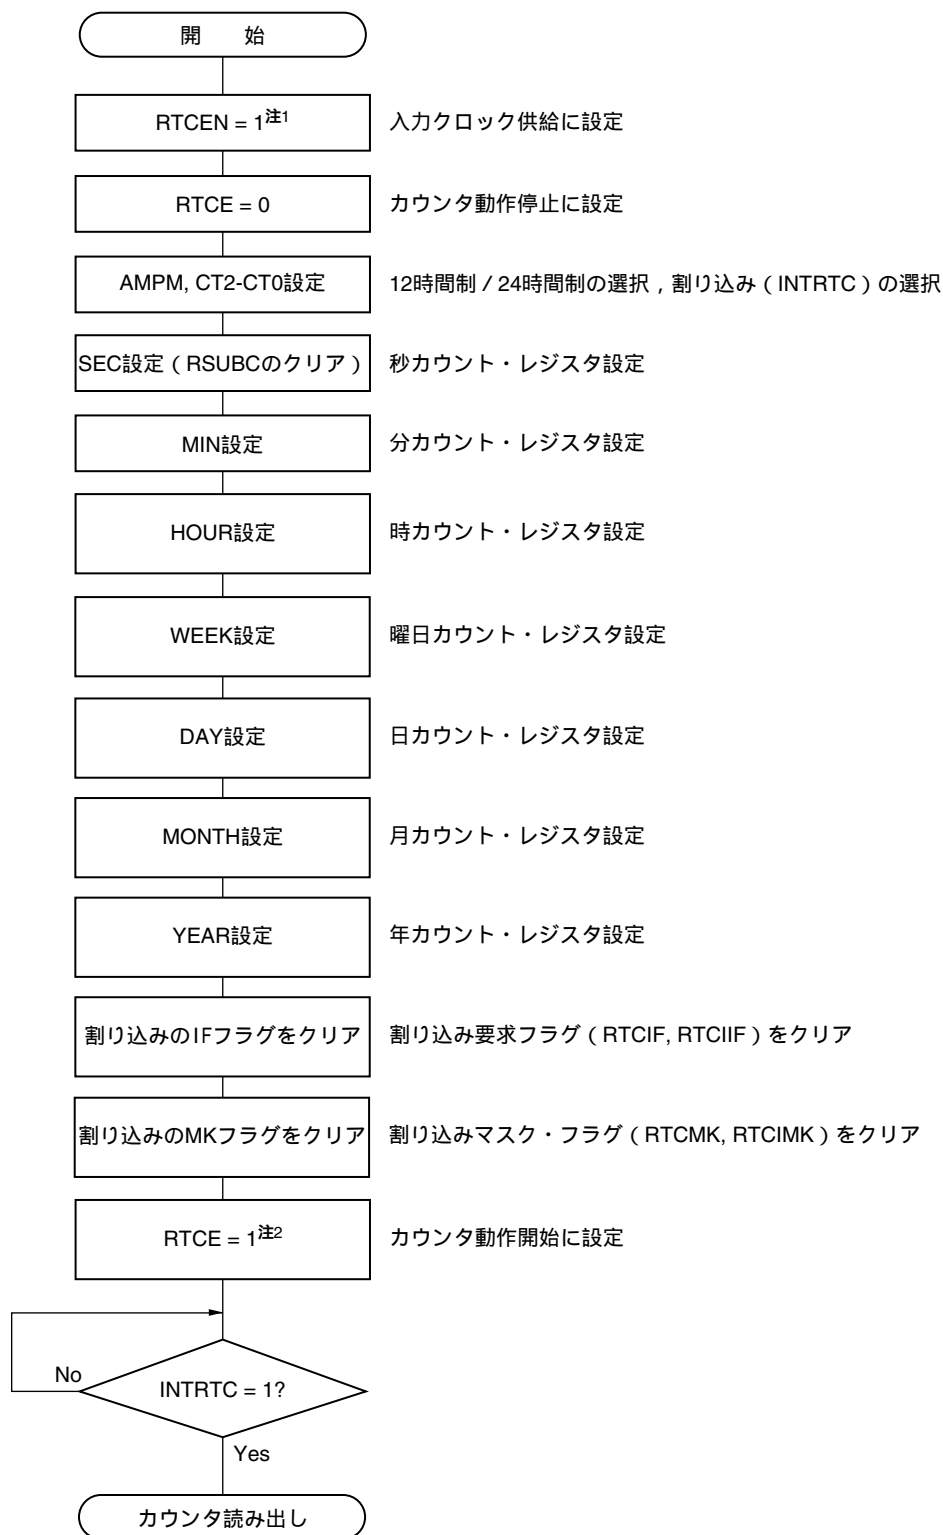 開　　始
RTCEN = 1注1　入力クロック供給に設定
RTCE = 0　カウンタ動作停止に設定
AMPM, CT2-CT0設定　12時間制 / 24時間制の選択，割り込み（INTRTC）の選択
SEC設定（RSUBCのクリア）　秒カウント・レジスタ設定
MIN設定　分カウント・レジスタ設定
HOUR設定　時カウント・レジスタ設定
WEEK設定　曜日カウント・レジスタ設定
DAY設定　日カウント・レジスタ設定
MONTH設定　月カウント・レジスタ設定
YEAR設定　年カウント・レジスタ設定
割り込みのIFフラグをクリア　割り込み要求フラグ（RTCIF, RTCIIF）をクリア
割り込みのMKフラグをクリア　割り込みマスク・フラグ（RTCMK, RTCIMK）をクリア
RTCE = 1注2　カウンタ動作開始に設定
No
INTRTC = 1?
Yes
カウンタ読み出し